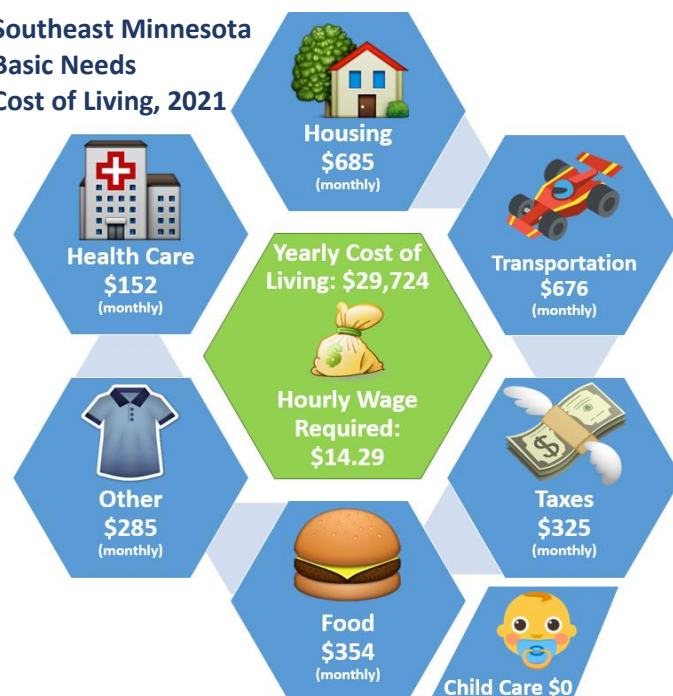 Southeast Minnesota
Basic Needs
Cost of Living, 2021
Housing
$685
(monthly)
Health Care
$152
(monthly)
Yearly Cost of
Living: $29,724
Hourly Wage
Required:
$14.29
Transportation
$676
(monthly)
Other
$285
(monthly)
Taxes
$325
(monthly)
Food
$354
(monthly)
Child Care $0